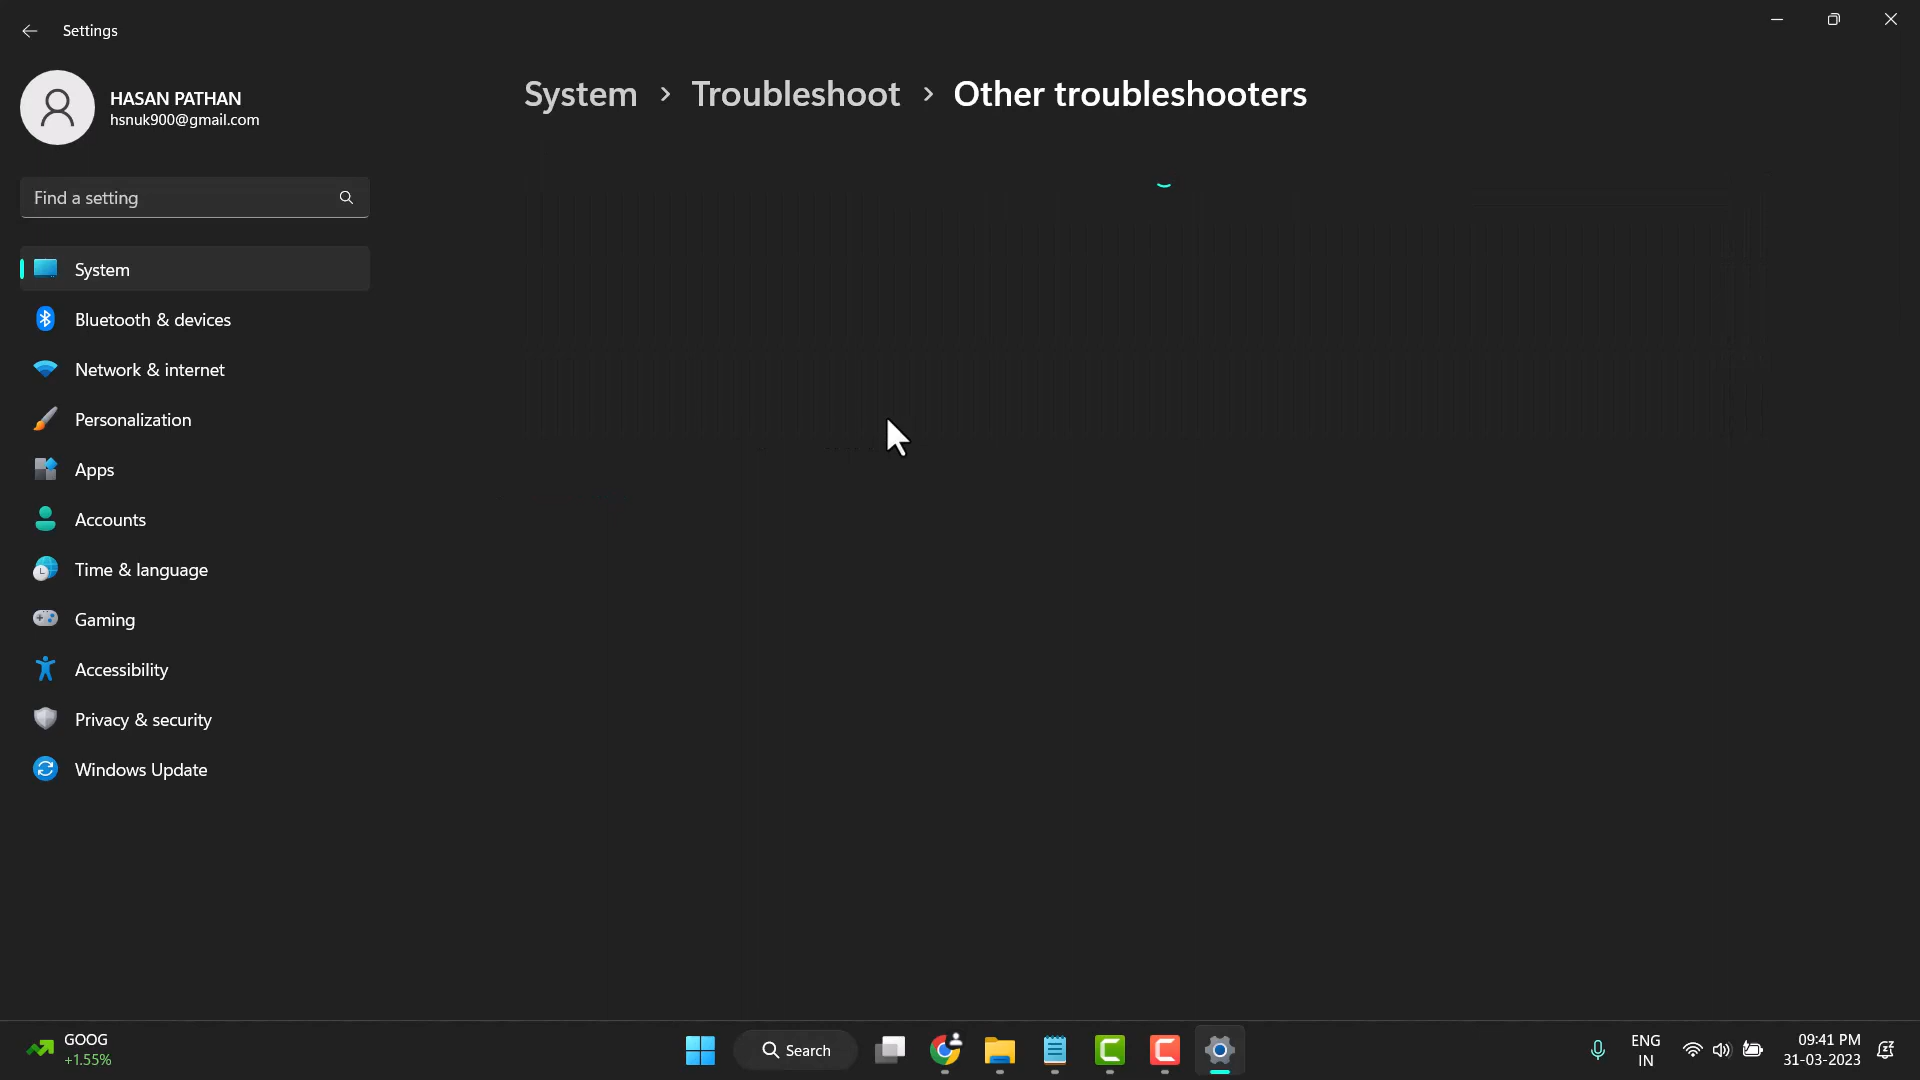 Settings
HASAN PATHAN
hsnuk900@gmail.com
Find a setting
System
Bluetooth & devices
Network & internet
Personalization
Apps
Accounts
Time & language
Gaming
Accessibility
Privacy & security
Windows Update
System > Troubleshoot > Other troubleshooters
GOOG
+1.55%
Search
ENG
IN
09:41 PM
31-03-2023